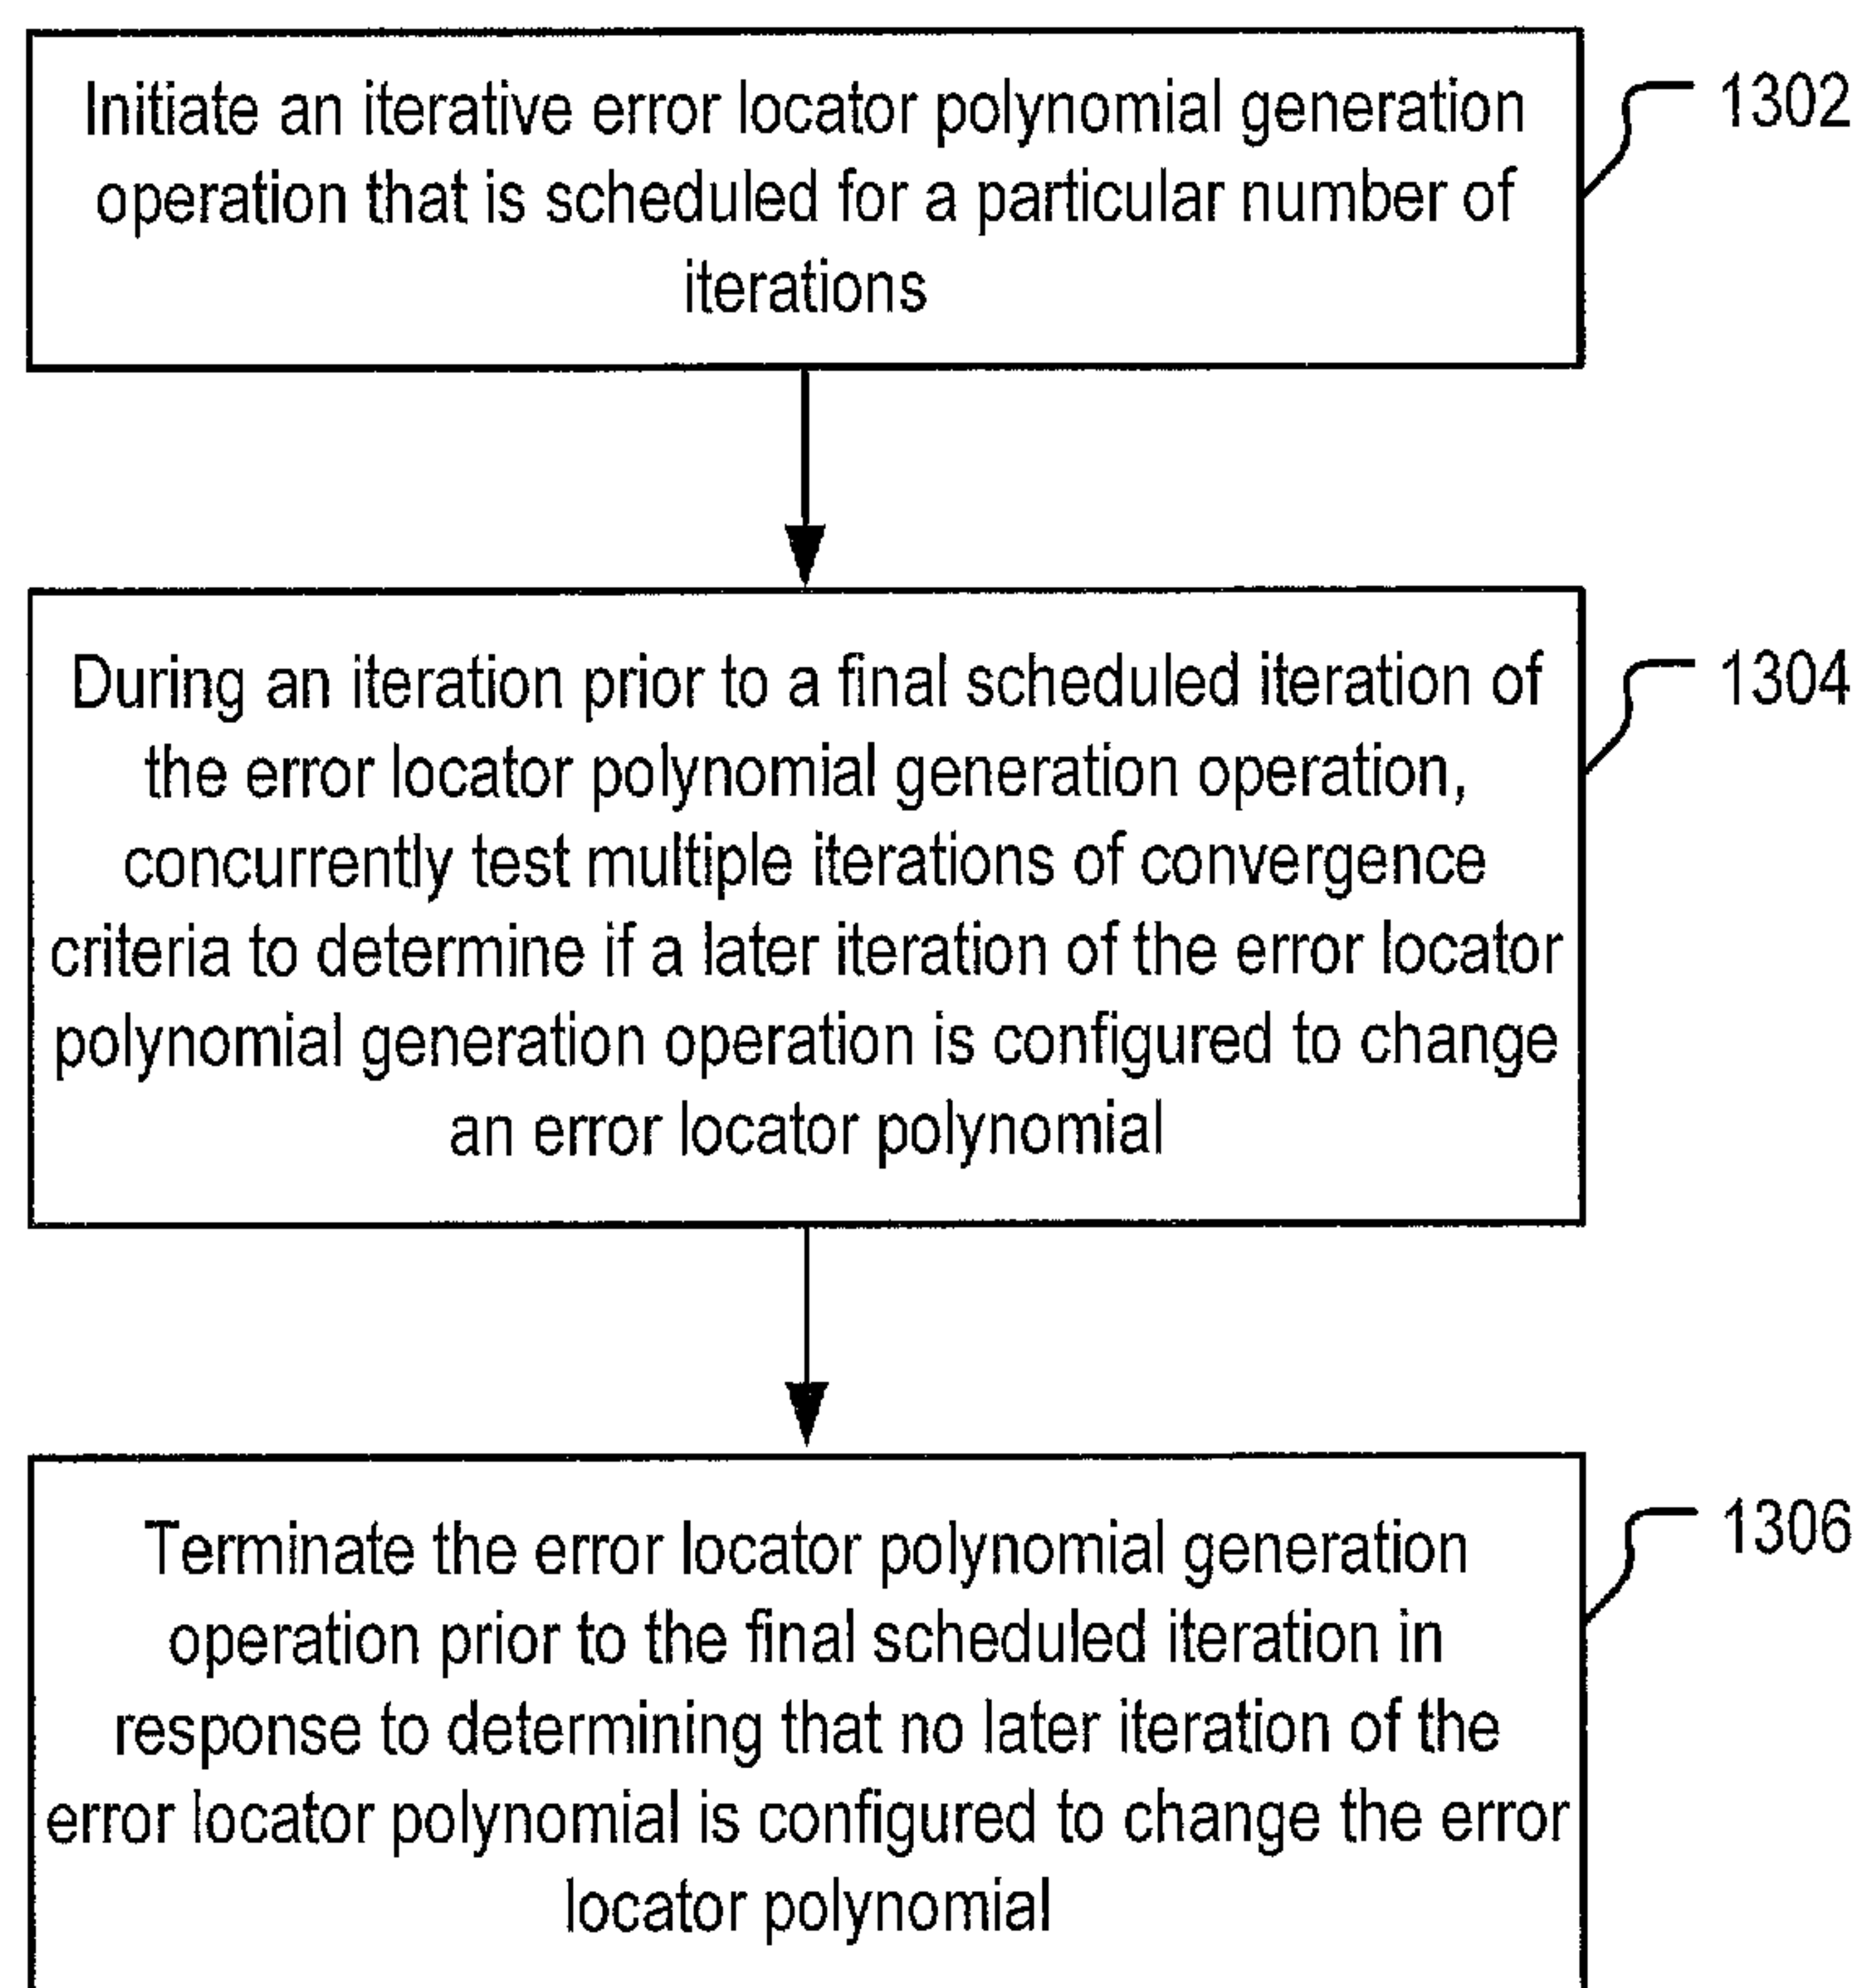 Initiate an iterative error locator polynomial generation
operation that is scheduled for a particular number of
iterations
1302
During an iteration prior to a final scheduled iteration of
the error locator polynomial generation operation,
concurrently test multiple iterations of convergence
criteria to determine if a later iteration of the error locator
polynomial generation operation is configured to change
an error locator polynomial
1304
Terminate the error locator polynomial generation
operation prior to the final scheduled iteration in
response to determining that no later iteration of the
error locator polynomial is configured to change the error
locator polynomial
1306